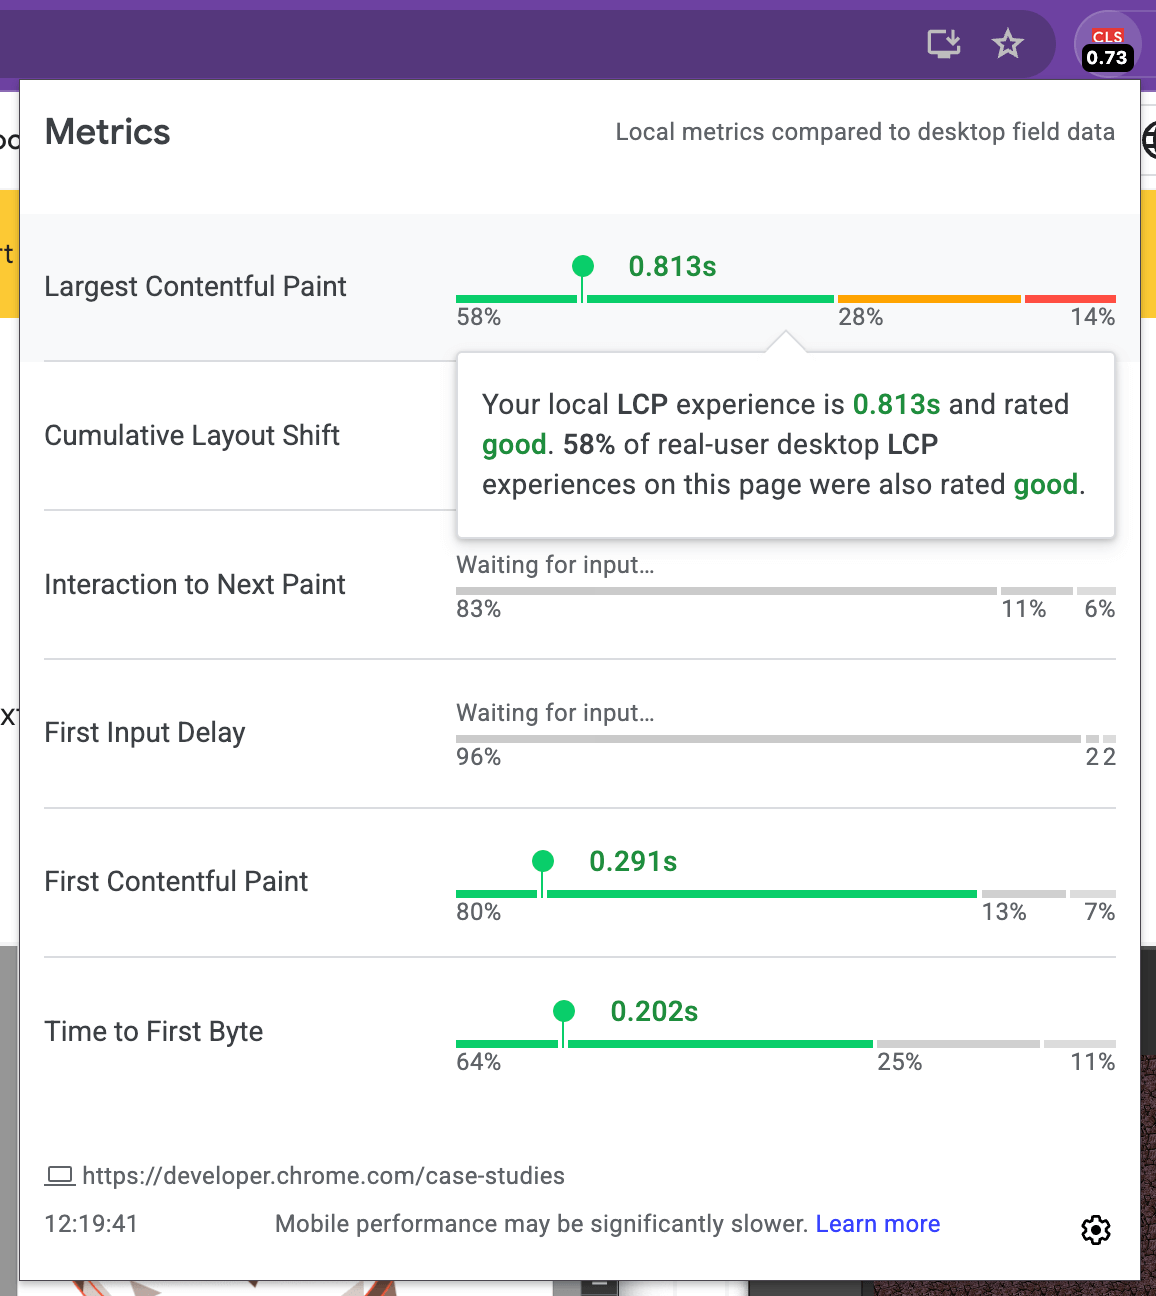 CLS
0.73
Metrics
Local metrics compared to desktop field data
Largest Contentful Paint
0.813s
58%
28%
14%
Your local LCP experience is 0.813s and rated
good. 58% of real-user desktop LCP
experiences on this page were also rated good.
Cumulative Layout Shift
Interaction to Next Paint
Waiting for input...
83%
11%
6%
First Input Delay
Waiting for input...
96%
2
2
First Contentful Paint
0.291s
80%
13%
7%
Time to First Byte
0.202s
64%
25%
11%
https://developer.chrome.com/case-studies
12:19:41
Mobile performance may be significantly slower. Learn more